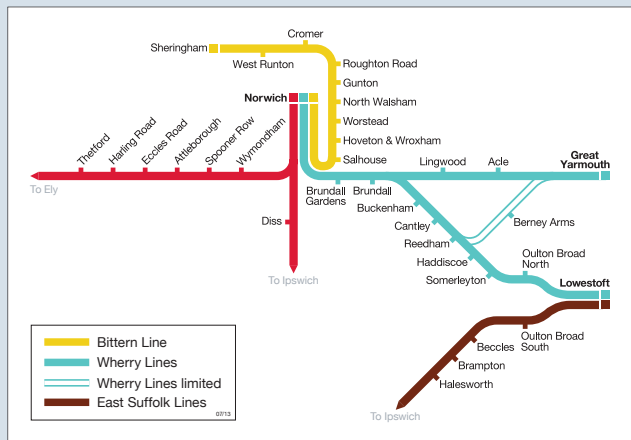 Cromer
Sheringham
West Runton
Roughton Road
Gunton
North Walsham
Worstead
Hoveton & Wroxham
Salhouse
Norwich
Thetford
Harling Road
Eccles Road
Attleborough
Spooner Row
Wymondham
To Ely
Diss
To Ipswich
Brundall
Gardens
Brundall
Lingwood
Acle
Great
Yarmouth
Buckenham
Cantley
Reedham
Haddiscoe
Somerleyton
Berney Arms
Oulton Broad
North
Lowestoft
Oulton Broad
South
Beccles
Brampton
Halesworth
To Ipswich
Bittern Line
Wherry Lines
Wherry Lines limited
East Suffolk Lines
07/13